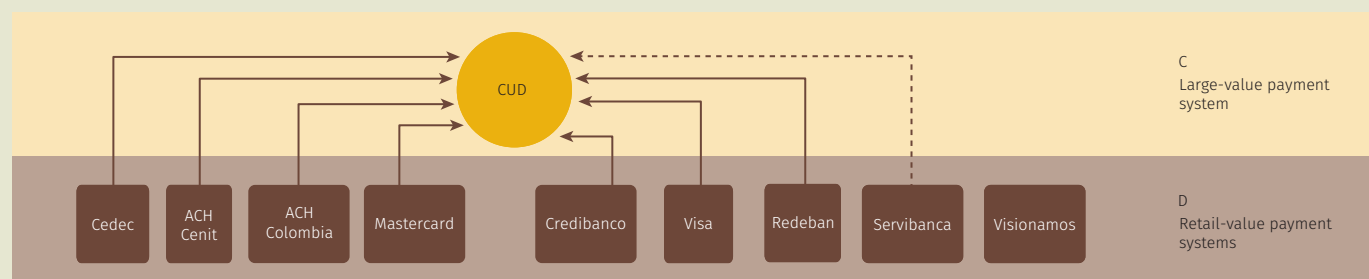 CUD
C
Large-value payment
system
Cedec
ACH
Cenit
ACH
Colombia
Mastercard
Credibanco
Visa
Redeban
Servibanca
Visionamos
D
Retail-value payment
systems